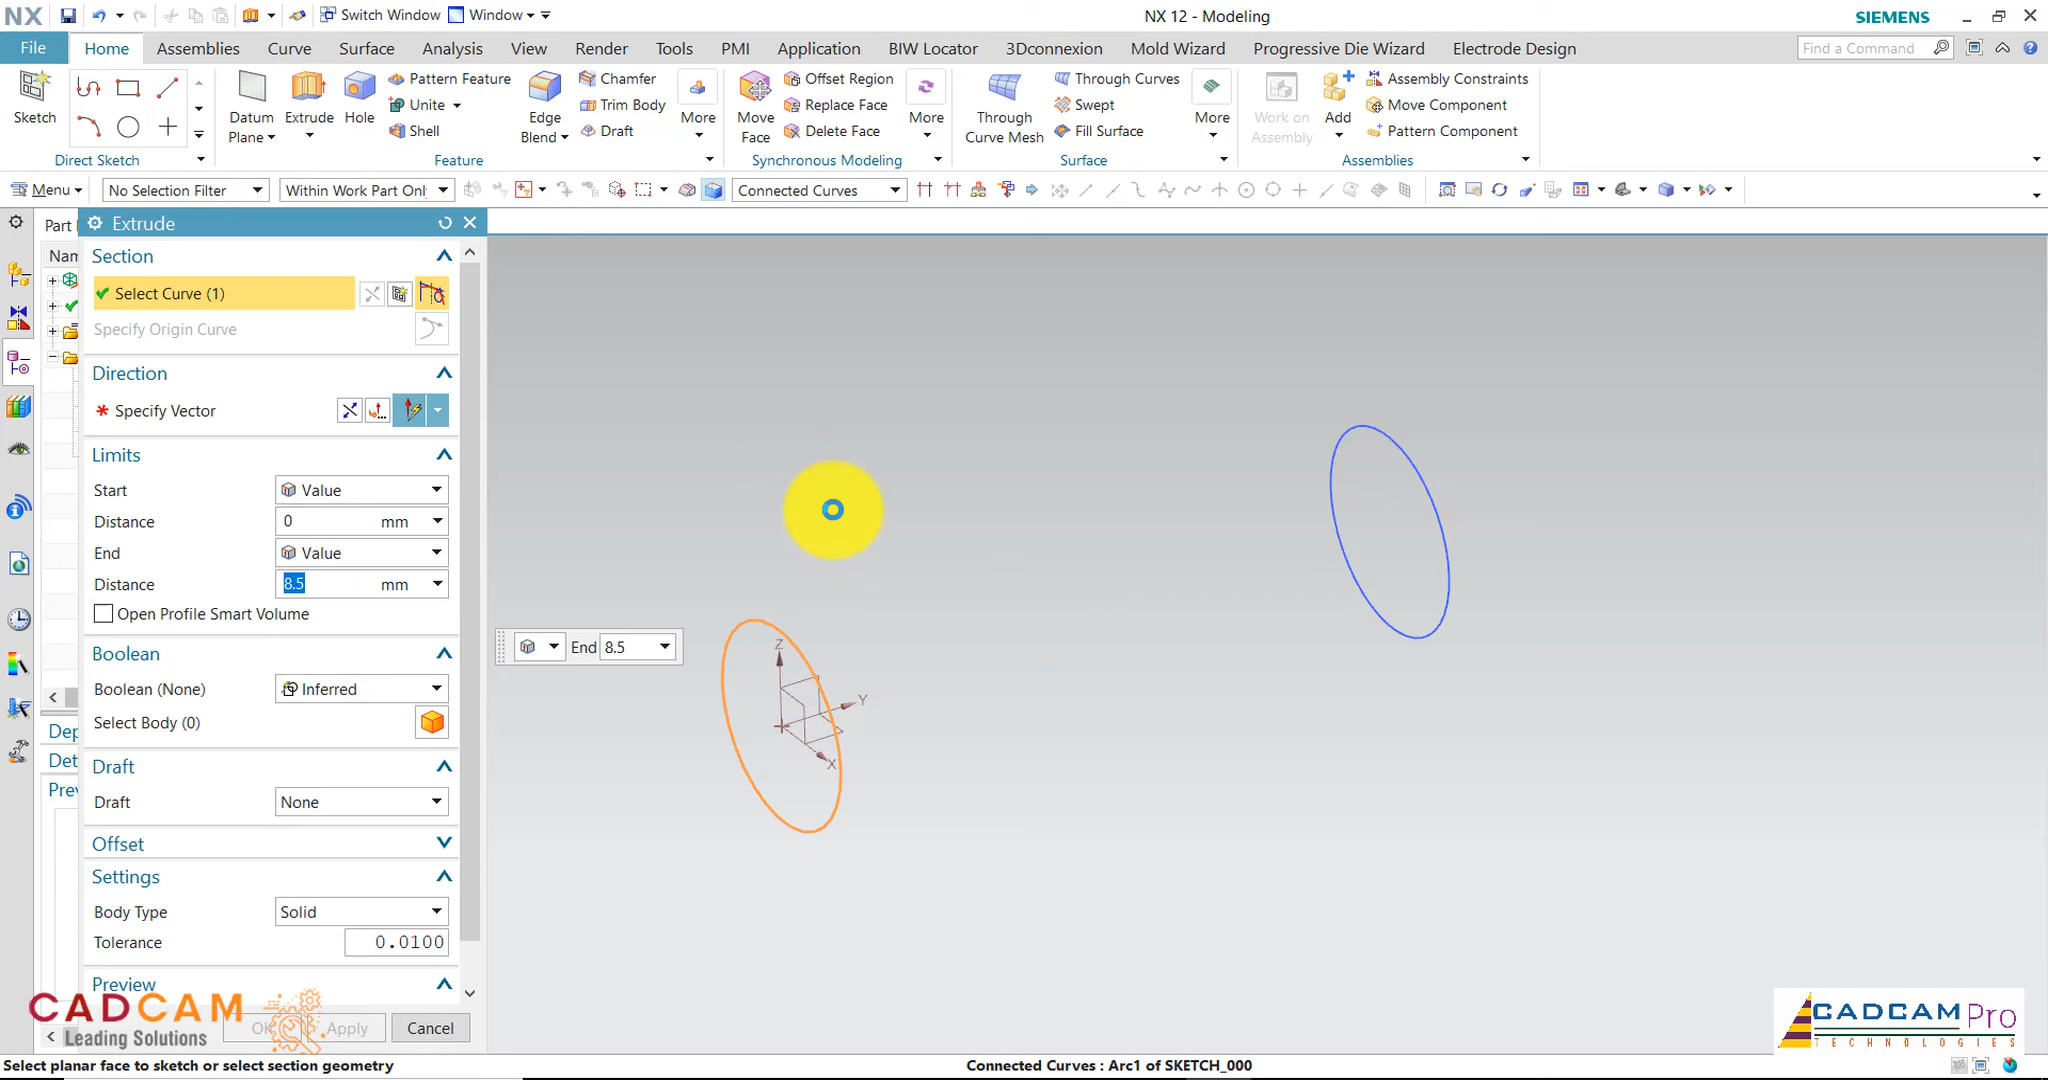 NX
Switch Window
Window
NX 12 - Modeling
SIEMENS
File
Home
Assemblies
Curve
Surface
Analysis
View
Render
Tools
PMI
Application
BIW Locator
3Dconnexion
Mold Wizard
Progressive Die Wizard
Electrode Design
Find a Command
Sketch
Direct Sketch
Datum
Plane
Extrude
Hole
Pattern Feature
Unite
Shell
Edge
Blend
Chamfer
Trim Body
Draft
More
Feature
Move
Face
Offset Region
Replace Face
Delete Face
More
Synchronous Modeling
Through
Curve Mesh
Through Curves
Swept
Fill Surface
More
Surface
Work on
Assembly
Add
Assembly Constraints
Move Component
Pattern Component
Assemblies
Menu
No Selection Filter
Within Work Part Onl
Connected Curves
Part
Nam
Dep
Det
Prev
Extrude
Section
Select Curve (1)
Specify Origin Curve
Direction
* Specify Vector
Limits
Start
Value
Distance
0 mm
End
Value
Distance
8.5 mm
Open Profile Smart Volume
Boolean
Boolean (None)
Inferred
Select Body (0)
Draft
Draft
None
Offset
Settings
Body Type
Solid
Tolerance
0.0100
Preview
OK
Apply
Cancel
End 8.5
Z
Y
X
CADCAM
Leading Solutions
CADCAM Pro
TECHNOLOGIES
Select planar face to sketch or select section geometry
Connected Curves : Arc1 of SKETCH_000